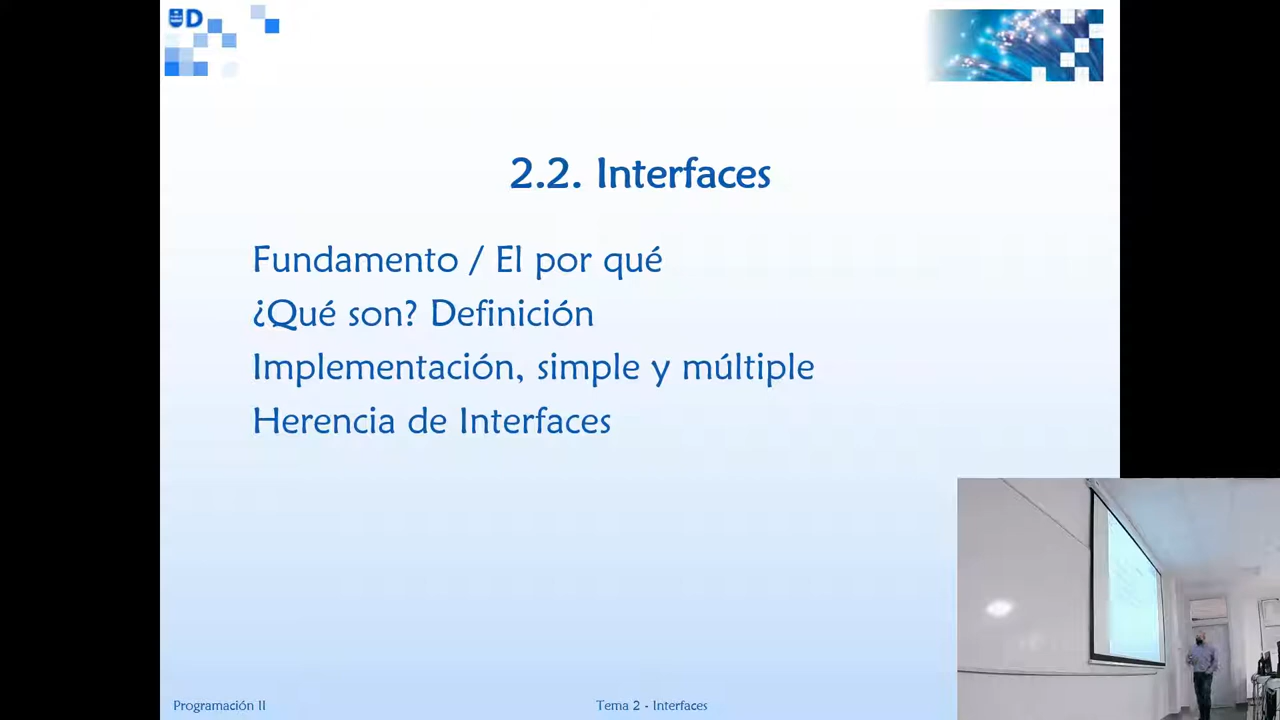 UD
2.2. Interfaces
Fundamento / El por qué
¿Qué son? Definición
Implementación, simple y múltiple
Herencia de Interfaces
Programación II
Tema 2 - Interfaces